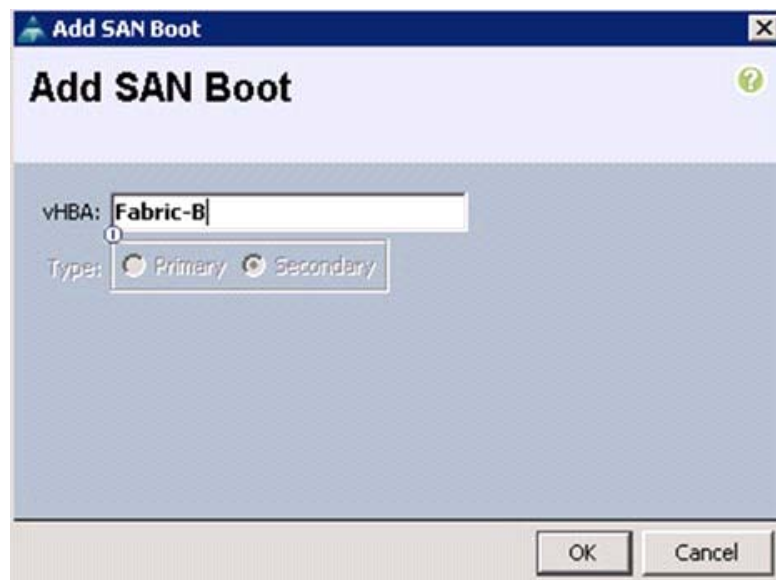 Add SAN Boot
Add SAN Boot
vHBA: Fabric-B
Type: Primary Secondary
OK Cancel